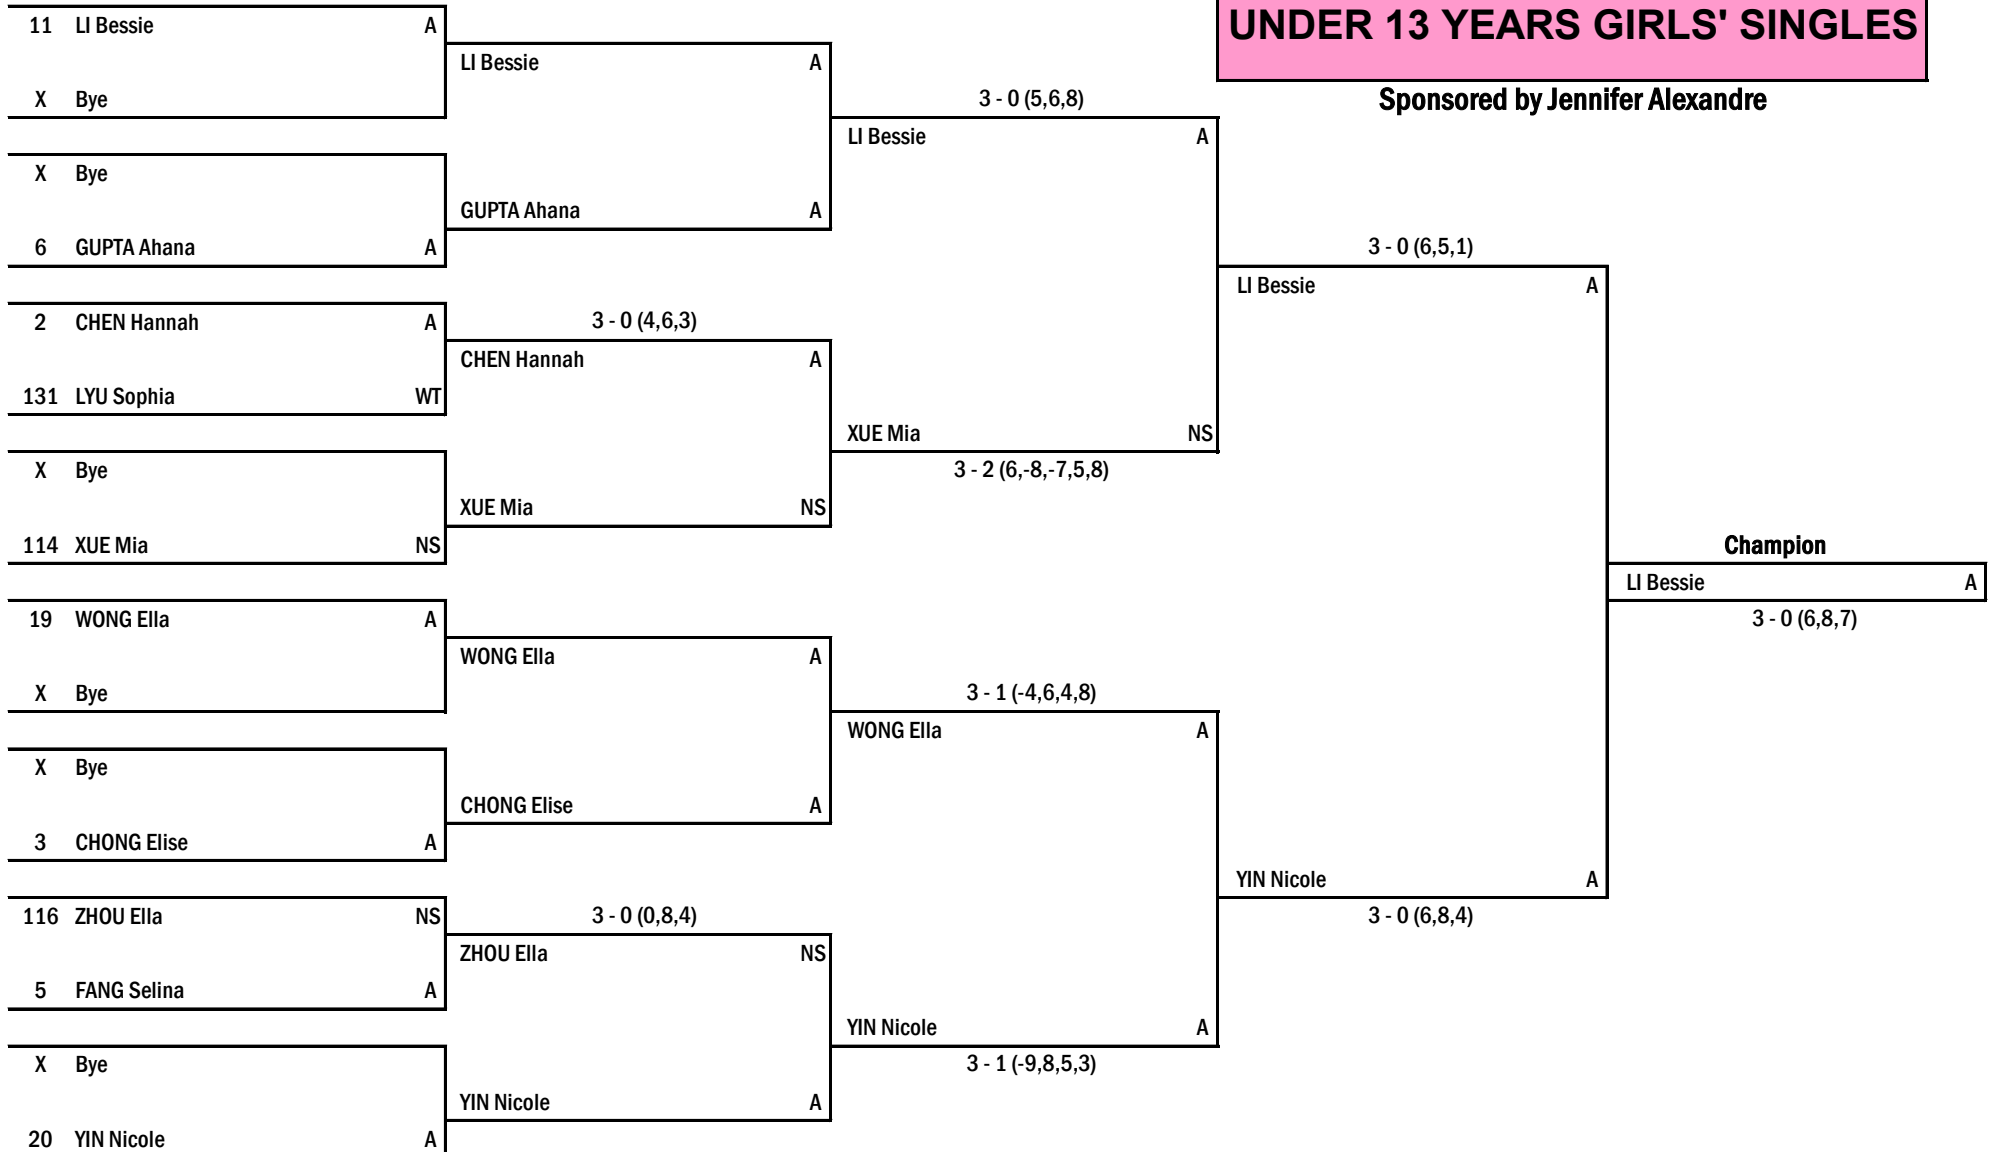 UNDER 13 YEARS GIRLS' SINGLES
Sponsored by Jennifer Alexandre
11 LI Bessie A
LI Bessie A
X Bye
3 - 0 (5,6,8)
LI Bessie A
X Bye
GUPTA Ahana A
6 GUPTA Ahana A
3 - 0 (6,5,1)
LI Bessie A
2 CHEN Hannah A
3 - 0 (4,6,3)
CHEN Hannah A
131 LYU Sophia WT
XUE Mia NS
3 - 2 (6,-8,-7,5,8)
X Bye
XUE Mia NS
114 XUE Mia NS
Champion
LI Bessie A
3 - 0 (6,8,7)
19 WONG Ella A
WONG Ella A
X Bye
3 - 1 (-4,6,4,8)
WONG Ella A
X Bye
CHONG Elise A
3 CHONG Elise A
YIN Nicole A
3 - 0 (6,8,4)
116 ZHOU Ella NS
3 - 0 (0,8,4)
ZHOU Ella NS
5 FANG Selina A
YIN Nicole A
3 - 1 (-9,8,5,3)
X Bye
YIN Nicole A
20 YIN Nicole A